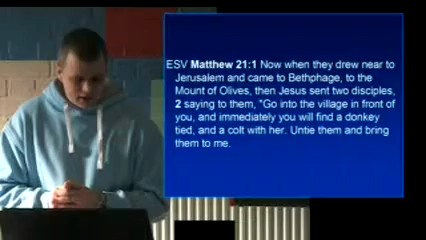 ESV Matthew 21:1 Now when they drew near to
Jerusalem and came to Bethphage, to the
Mount of Olives, then Jesus sent two disciples,
2 saying to them, "Go into the village in front of
you, and immediately you will find a donkey
tied, and a colt with her. Untie them and bring
them to me.